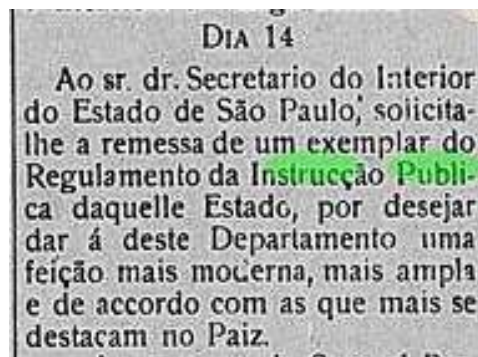 DIA 14
Ao sr. dr. Secretario do Interior
do Estado de São Paulo, solicita-
lhe a remessa de um exemplar do
Regulamento da Instrucção Publi-
ca daquelle Estado, por desejar
dar á deste Departamento uma
feição mais moderna, mais ampla
e de accordo com as que mais se
destacam no Paiz.